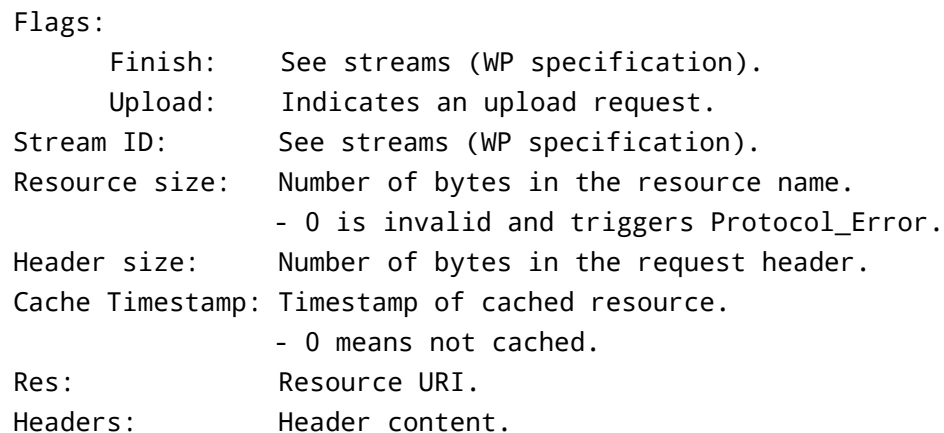 Flags:
Finish: See streams (WP specification).
Upload: Indicates an upload request.
Stream ID: See streams (WP specification).
Resource size: Number of bytes in the resource name.
- 0 is invalid and triggers Protocol_Error.
Header size: Number of bytes in the request header.
Cache Timestamp: Timestamp of cached resource.
- 0 means not cached.
Res: Resource URI.
Headers: Header content.